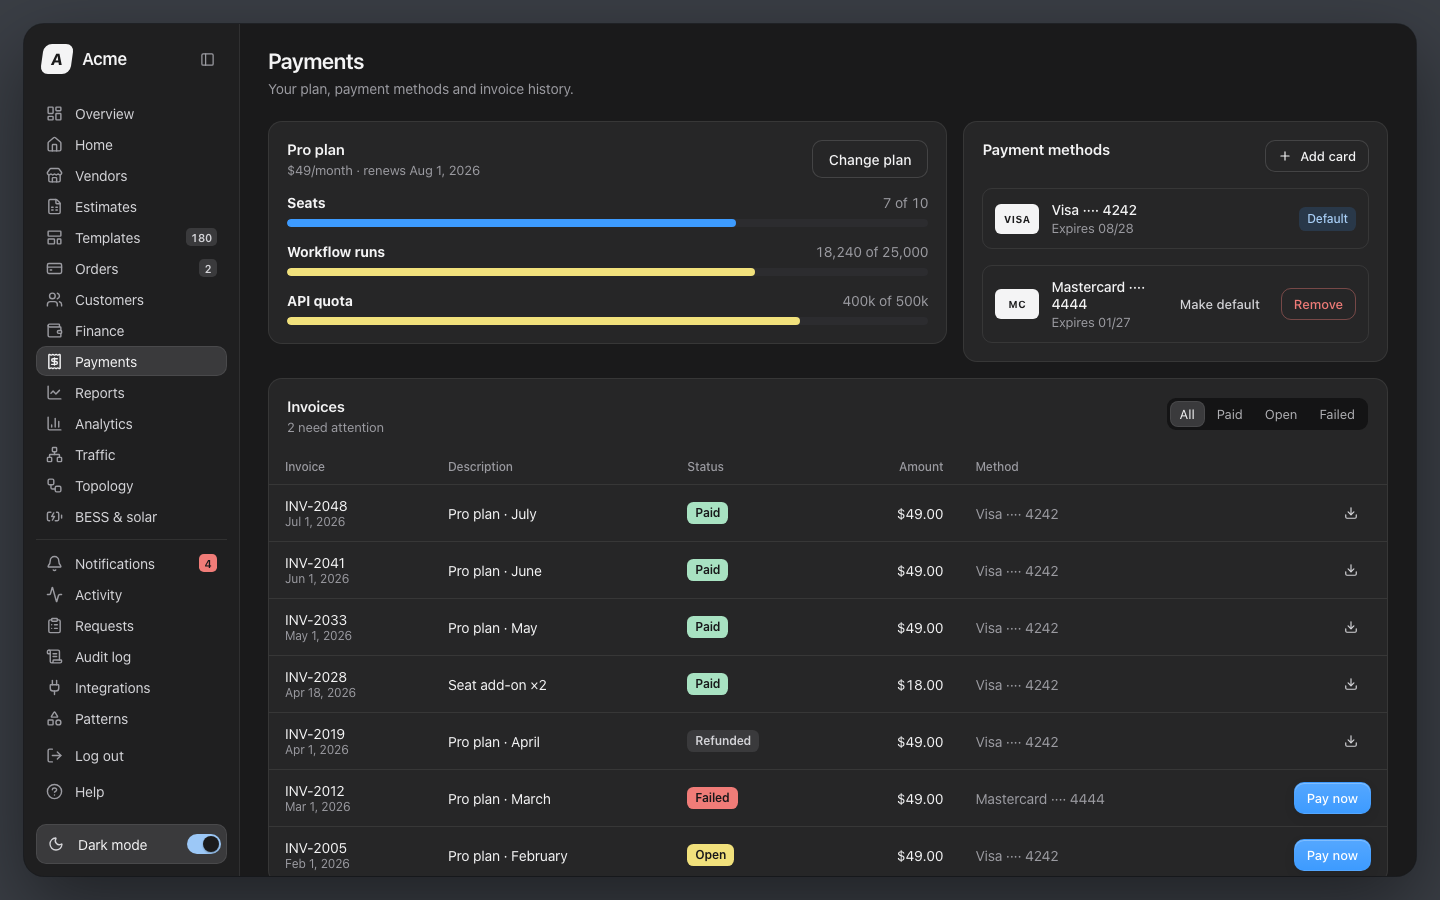 A Acme
Overview
Home
Vendors
Estimates
Templates 180
Orders 2
Customers
Finance
Payments
Reports
Analytics
Traffic
Topology
BESS & solar
Notifications 4
Activity
Requests
Audit log
Integrations
Patterns
Log out
Help
Dark mode
Payments
Your plan, payment methods and invoice history.
Pro plan
$49/month · renews Aug 1, 2026
Change plan
Seats 7 of 10
Workflow runs 18,240 of 25,000
API quota 400k of 500k
Payment methods
Add card
VISA
Visa ···· 4242
Expires 08/28
Default
MC
Mastercard ····
4444
Expires 01/27
Make default
Remove
Invoices
2 need attention
All Paid Open Failed
Invoice Description Status Amount Method
INV-2048
Jul 1, 2026
Pro plan · July Paid $49.00 Visa ···· 4242
INV-2041
Jun 1, 2026
Pro plan · June Paid $49.00 Visa ···· 4242
INV-2033
May 1, 2026
Pro plan · May Paid $49.00 Visa ···· 4242
INV-2028
Apr 18, 2026
Seat add-on ×2 Paid $18.00 Visa ···· 4242
INV-2019
Apr 1, 2026
Pro plan · April Refunded $49.00 Visa ···· 4242
INV-2012
Mar 1, 2026
Pro plan · March Failed $49.00 Mastercard ···· 4444 Pay now
INV-2005
Feb 1, 2026
Pro plan · February Open $49.00 Visa ···· 4242 Pay now